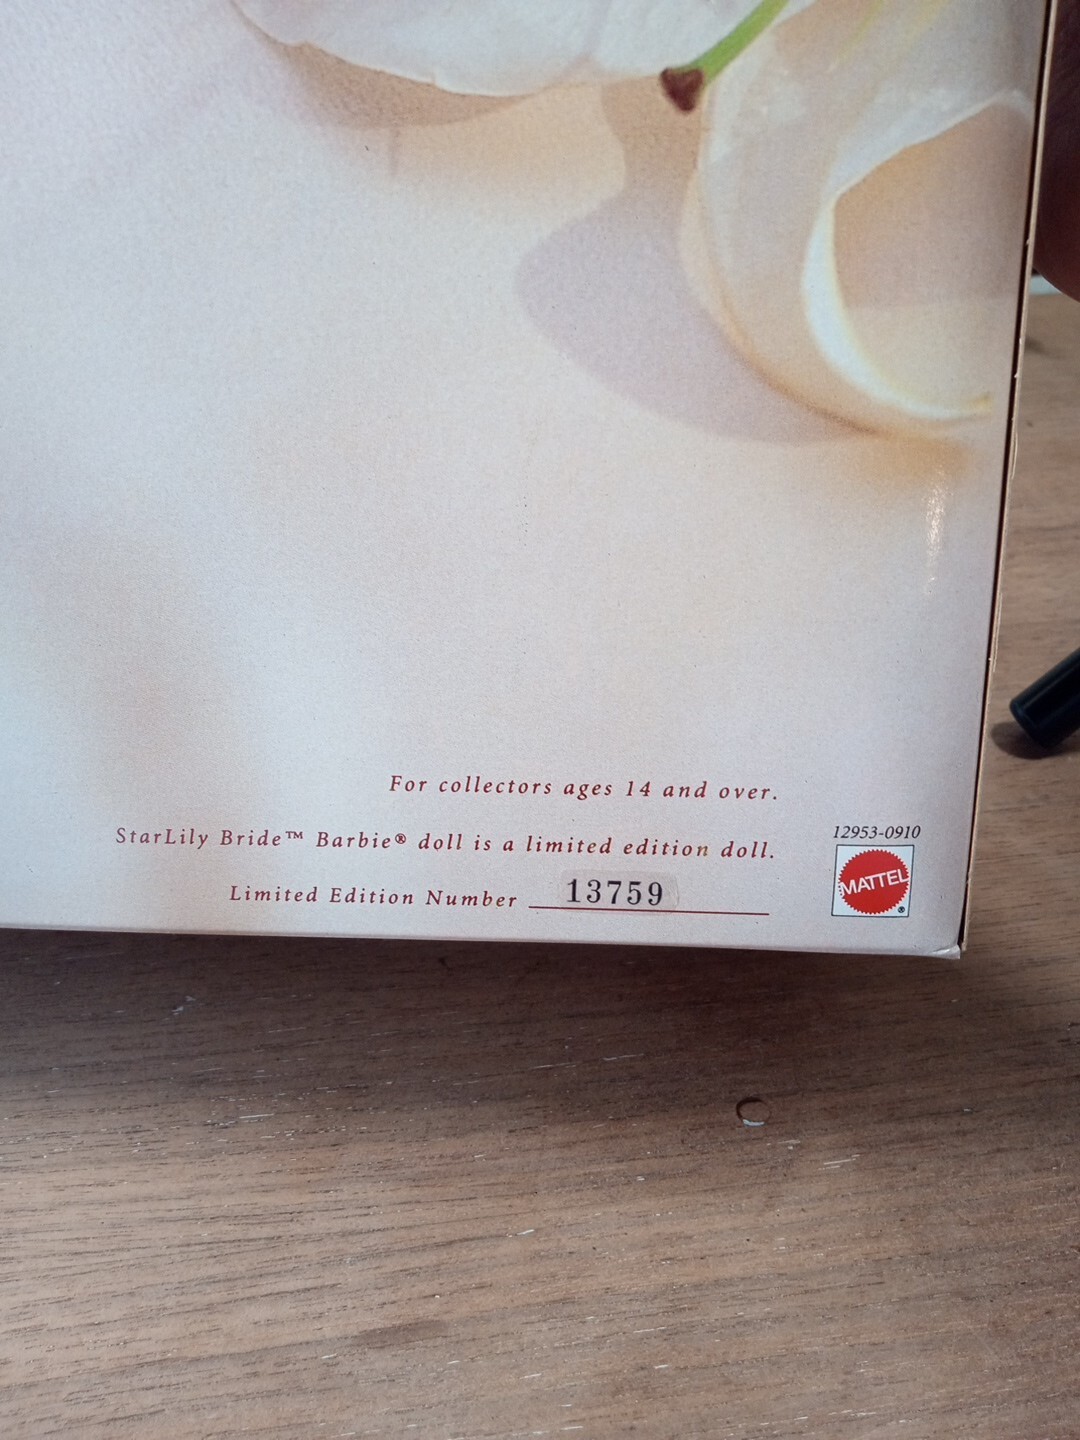 For collectors ages 14 and over.
StarLily Bride™ Barbie® doll is a limited edition doll.
Limited Edition Number 13759
12953-0910
MATTEL
®